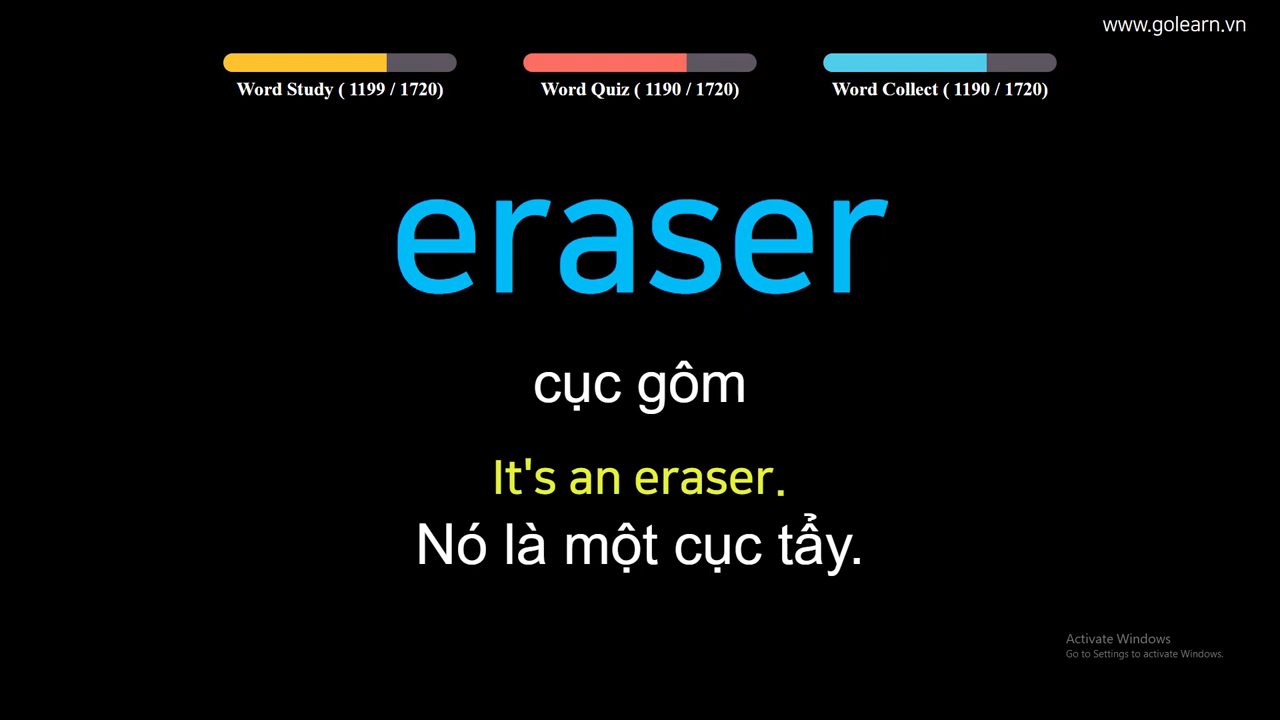 www.golearn.vn
Word Study ( 1199 / 1720)
Word Quiz ( 1190 / 1720)
Word Collect ( 1190 / 1720)
eraser
cục gôm
It's an eraser.
Nó là một cục tẩy.
Activate Windows
Go to Settings to activate Windows.